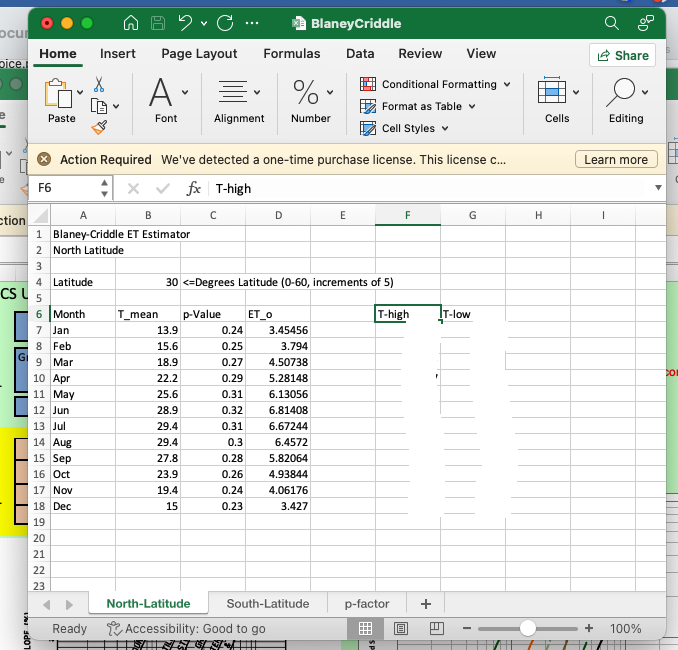 BlaneyCriddle
Home Insert Page Layout Formulas Data Review View Share
Paste Font Alignment Number Conditional Formatting Format as Table Cell Styles Cells Editing
Action Required We've detected a one-time purchase license. This license c... Learn more
F6 fx T-high
A B C D E F G H I
1 Blaney-Criddle ET Estimator
2 North Latitude
3
4 Latitude 30 <=Degrees Latitude (0-60, increments of 5)
5
6 Month T_mean p-Value ET_o T-high T-low
7 Jan 13.9 0.24 3.45456
8 Feb 15.6 0.25 3.794
9 Mar 18.9 0.27 4.50738
10 Apr 22.2 0.29 5.28148
11 May 25.6 0.31 6.13056
12 Jun 28.9 0.32 6.81408
13 Jul 29.4 0.31 6.67244
14 Aug 29.4 0.3 6.4572
15 Sep 27.8 0.28 5.82064
16 Oct 23.9 0.26 4.93844
17 Nov 19.4 0.24 4.06176
18 Dec 15 0.23 3.427
19
20
21
22
23
North-Latitude South-Latitude p-factor +
Ready Accessibility: Good to go 100%